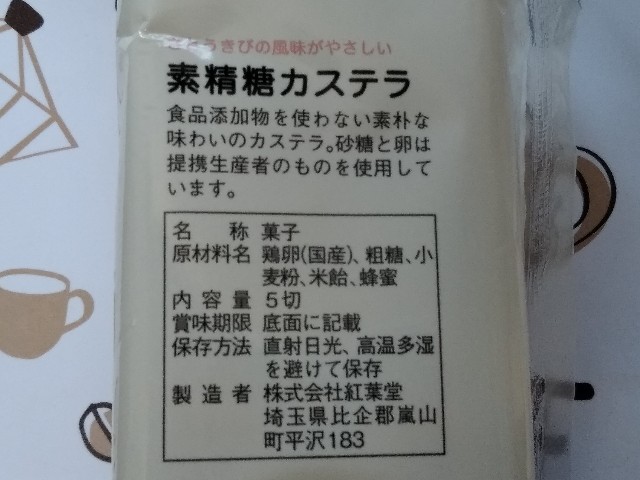 さとうきびの風味がやさしい
素精糖カステラ
食品添加物を使わない素朴な
味わいのカステラ。砂糖と卵は
提携生産者のものを使用して
います。
名 称 菓子
原材料名 鶏卵(国産)、粗糖、小
麦粉、米飴、蜂蜜
内容量 5切
賞味期限 底面に記載
保存方法 直射日光、高温多湿
を避けて保存
製造者 株式会社紅葉堂
埼玉県比企郡嵐山
町平沢183